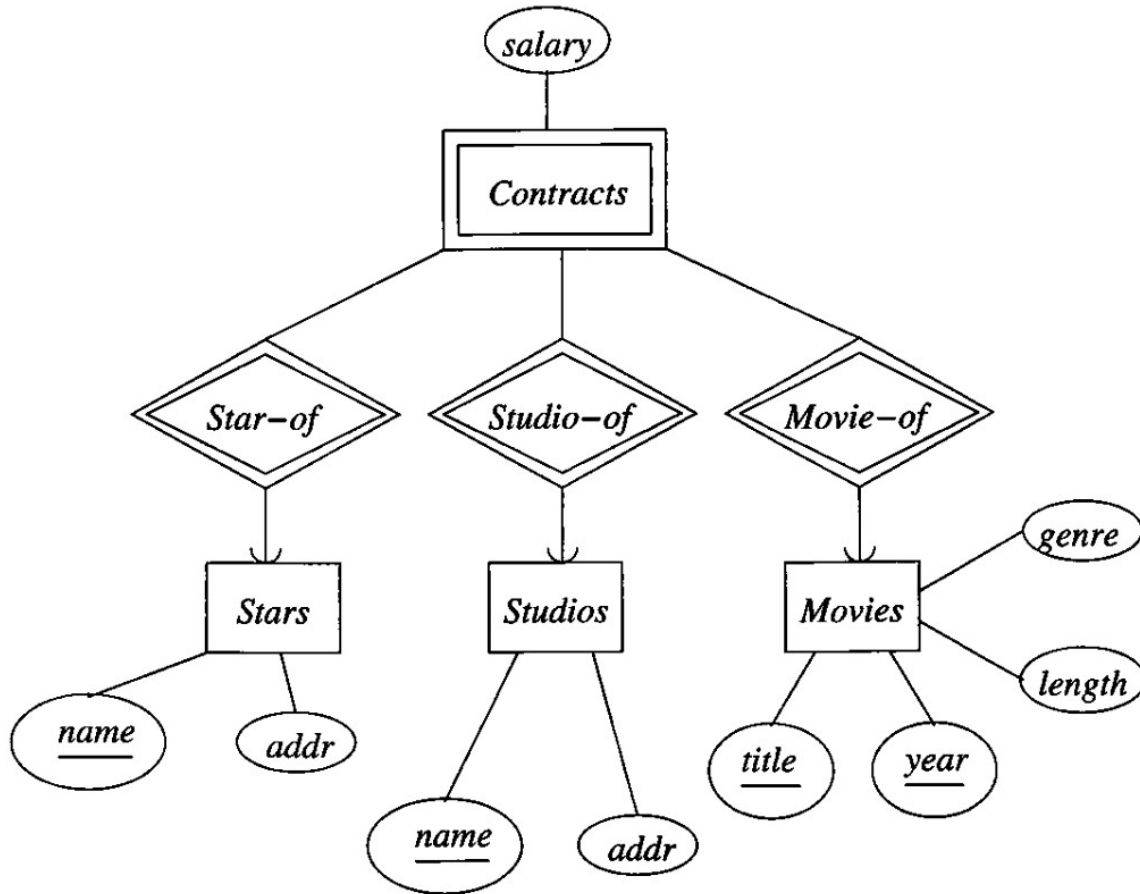 salary
Contracts
Star-of
Studio-of
Movie-of
genre
Stars
Studios
Movies
length
name
addr
title
year
name
addr